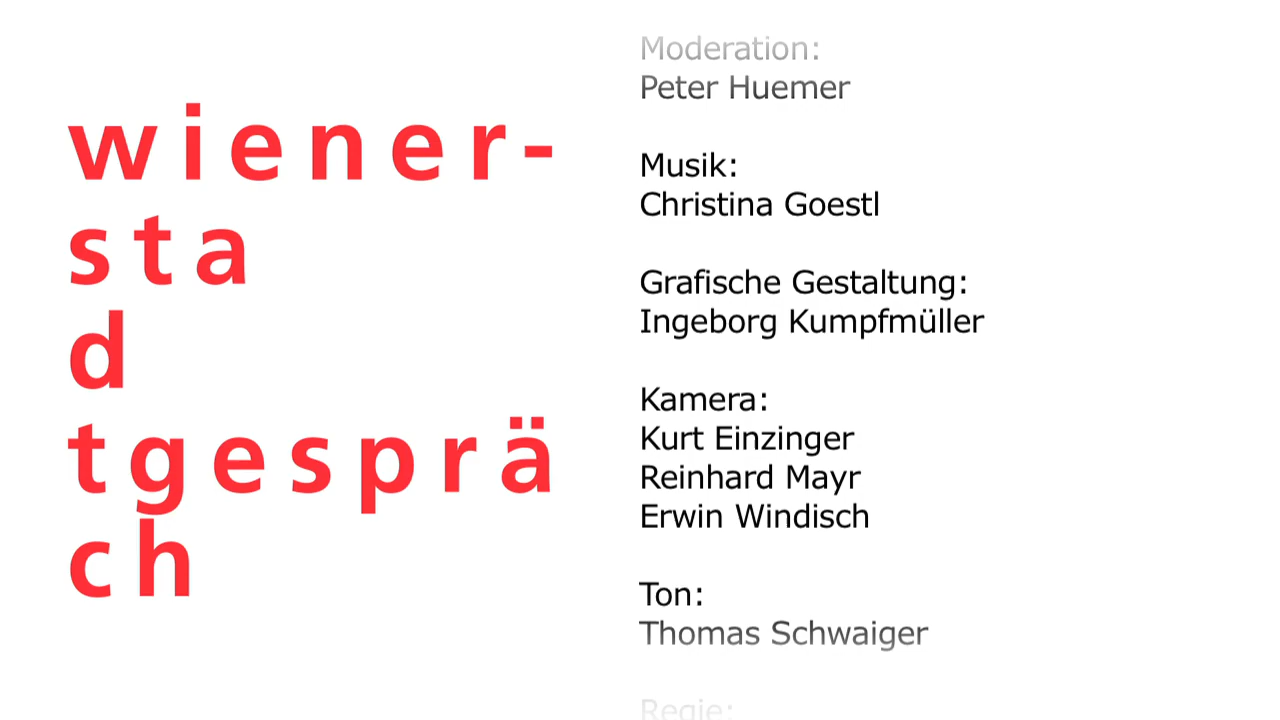 wiener-
sta
d
tgesprä
ch
Moderation:
Peter Huemer
Musik:
Christina Goestl
Grafische Gestaltung:
Ingeborg Kumpfmüller
Kamera:
Kurt Einzinger
Reinhard Mayr
Erwin Windisch
Ton:
Thomas Schwaiger
Regie: